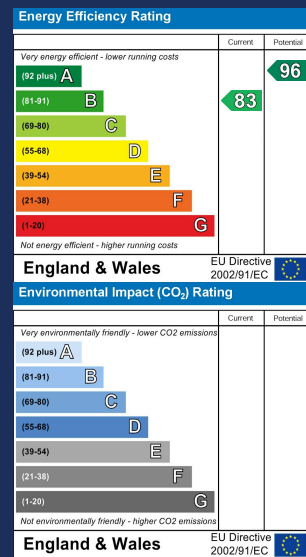 Energy Efficiency Rating
Current Potential
Very energy efficient - lower running costs
(92 plus) A 96
(81-91) B 83
(69-80) C
(55-68) D
(39-54) E
(21-38) F
(1-20) G
Not energy efficient - higher running costs
England & Wales EU Directive
2002/91/EC
Environmental Impact (CO₂) Rating
Current Potential
Very environmentally friendly - lower CO2 emissions
(92 plus) A
(81-91) B
(69-80) C
(55-68) D
(39-54) E
(21-38) F
(1-20) G
Not environmentally friendly - higher CO2 emissions
England & Wales EU Directive
2002/91/EC